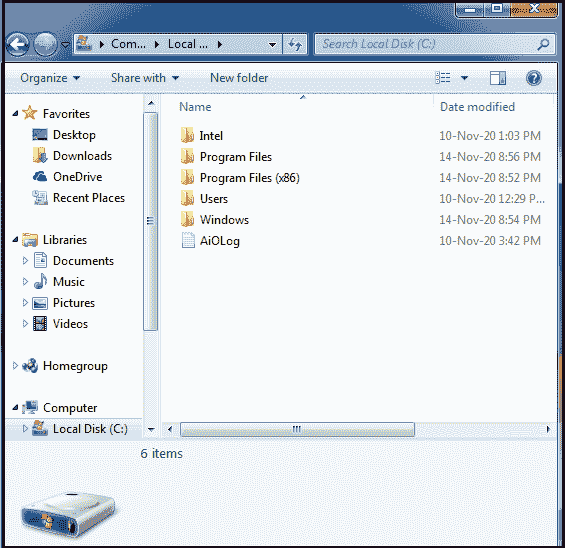 Com... Local ... Search Local Disk (C:)
Organize Share with New folder
Favorites
Desktop
Downloads
OneDrive
Recent Places
Libraries
Documents
Music
Pictures
Videos
Homegroup
Computer
Local Disk (C:)
Name Date modified
Intel 10-Nov-20 1:03 PM
Program Files 14-Nov-20 8:56 PM
Program Files (x86) 14-Nov-20 8:52 PM
Users 10-Nov-20 12:29 P...
Windows 14-Nov-20 8:54 PM
AiOLog 10-Nov-20 3:42 PM
6 items